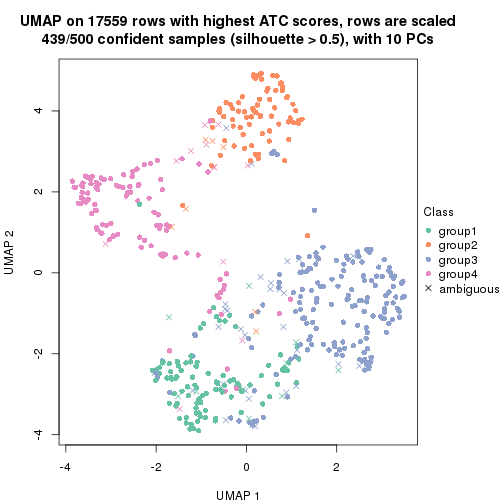 UMAP on 17559 rows with highest ATC scores, rows are scaled
439/500 confident samples (silhouette > 0.5), with 10 PCs
4
2
0
-2
-4
UMAP 2
-4
-2
0
2
UMAP 1
Class
group1
group2
group3
group4
ambiguous